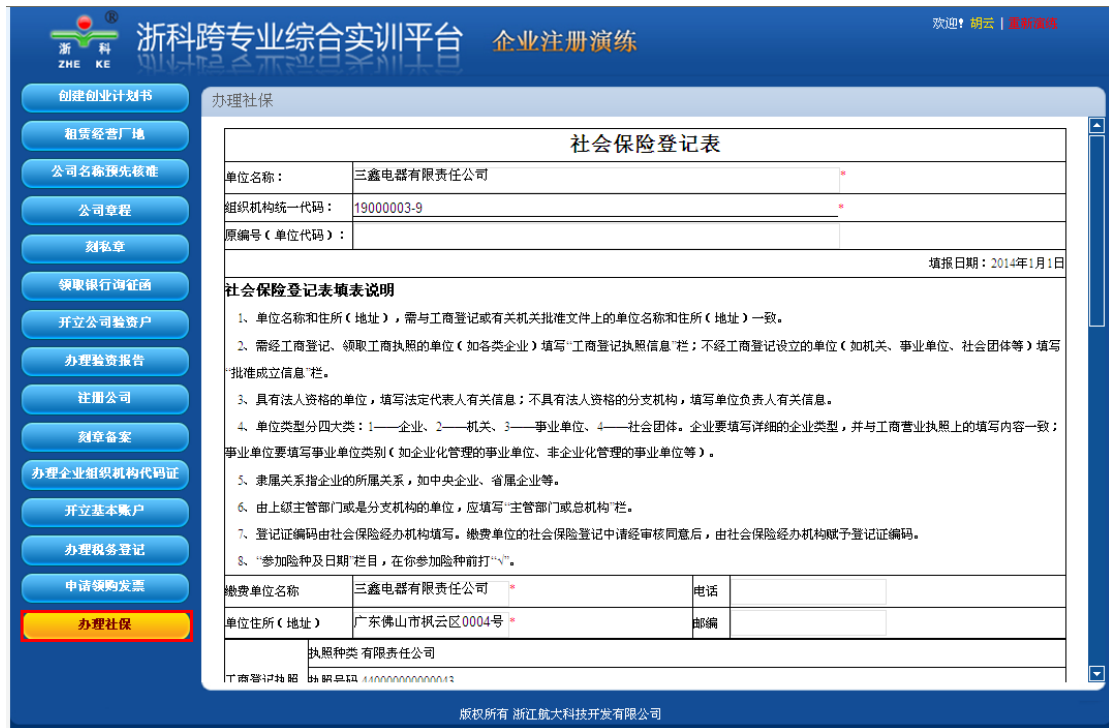 浙 科
ZHE KE
®
浙科跨专业综合实训平台 企业注册演练
欢迎! 胡云 | 重新演练
创建创业计划书
租赁经营厂地
公司名称预先核准
公司章程
刻私章
领取银行询征函
开立公司验资户
办理验资报告
注册公司
刻章备案
办理企业组织机构代码证
开立基本账户
办理税务登记
申请领购发票
办理社保
办理社保
社会保险登记表
单位名称: 三鑫电器有限责任公司 *
组织机构统一代码: 19000003-9 *
原编号(单位代码):
填报日期:2014年1月1日
社会保险登记表填表说明
1、单位名称和住所(地址),需与工商登记或有关机关批准文件上的单位名称和住所(地址)一致。
2、需经工商登记、领取工商执照的单位(如各类企业)填写“工商登记执照信息”栏;不经工商登记设立的单位(如机关、事业单位、社会团体等)填写
“批准成立信息”栏。
3、具有法人资格的单位,填写法定代表人有关信息;不具有法人资格的分支机构,填写单位负责人有关信息。
4、单位类型分四大类:1——企业、2——机关、3——事业单位、4——社会团体。企业要填写详细的企业类型,并与工商营业执照上的填写内容一致;
事业单位要填写事业单位类别(如企业化管理的事业单位、非企业化管理的事业单位等)。
5、隶属关系指企业的所属关系,如中央企业、省属企业等。
6、由上级主管部门或是分支机构的单位,应填写“主管部门或总机构”栏。
7、登记证编码由社会保险经办机构填写。缴费单位的社会保险登记中请经审核同意后,由社会保险经办机构赋予登记证编码。
8、“参加险种及日期”栏目,在你参加险种前打“√”。
缴费单位名称 三鑫电器有限责任公司 * 电话
单位住所(地址) 广东佛山市枫云区0004号 * 邮编
执照种类 有限责任公司
工商登记执照 执照号码 440000000000043
版权所有 浙江航大科技开发有限公司